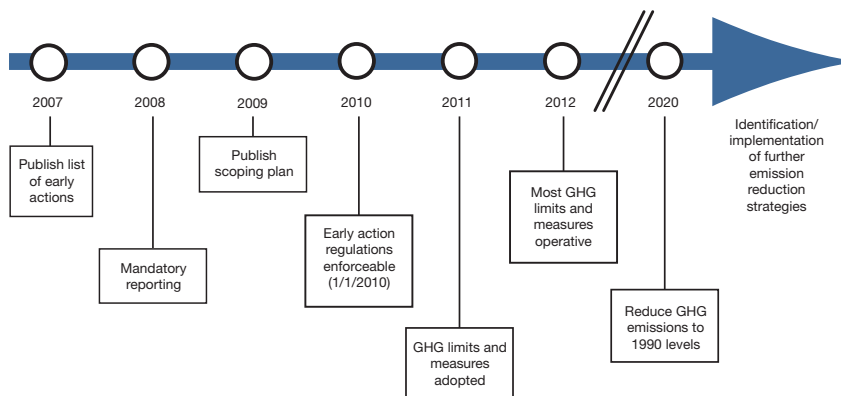 2007
2008
2009
2010
2011
2012
2020
Publish list
of early
actions
Mandatory
reporting
Publish
scoping plan
Early action
regulations
enforceable
(1/1/2010)
GHG limits and
measures
adopted
Most GHG
limits and
measures
operative
Reduce GHG
emissions to
1990 levels
Identification/
implementation
of further
emission
reduction
strategies